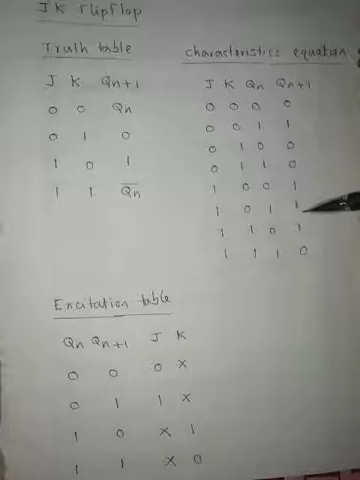 JK Flipflop
Truth table
J K Qn+1
0 0 Qn
0 1 0
1 0 1
1 1 Q̅n
characteristics equation
J K Qn Qn+1
0 0 0 0
0 0 1 1
0 1 0 0
0 1 1 0
1 0 0 1
1 0 1 1
1 1 0 1
1 1 1 0
Excitation table
Qn Qn+1 J K
0 0 0 X
0 1 1 X
1 0 X 1
1 1 X 0